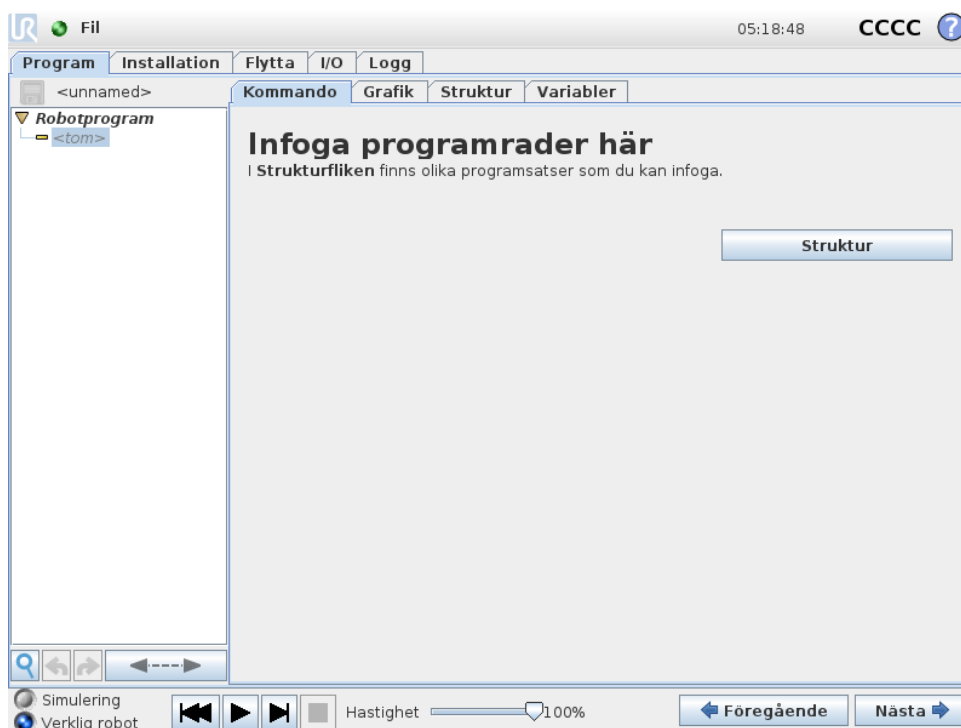 UR Fil 05:18:48 CCCC ?
Program Installation Flytta I/O Logg
<unnamed> Kommando Grafik Struktur Variabler
Robotprogram
<tom>
Infoga programrader här
I Strukturfliken finns olika programsatser som du kan infoga.
Struktur
Simulering
Verklig robot
Hastighet 100%
Föregående Nästa